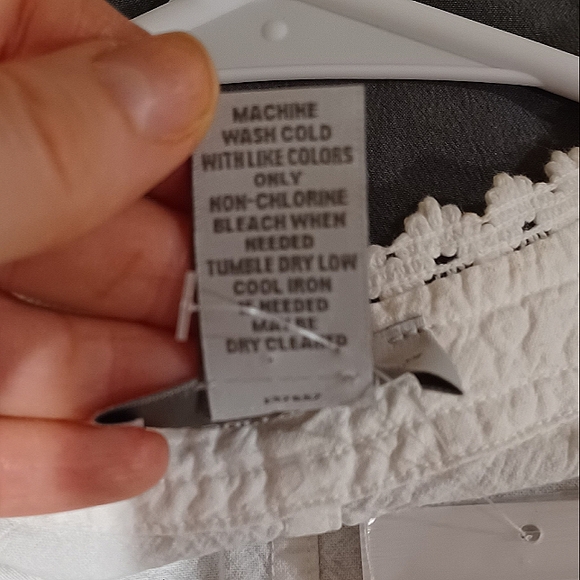 MACHINE
WASH COLD
WITH LIKE COLORS
ONLY
NON-CHLORINE
BLEACH WHEN
NEEDED
TUMBLE DRY LOW
COOL IRON
IF NEEDED
MAY BE
DRY CLEANED